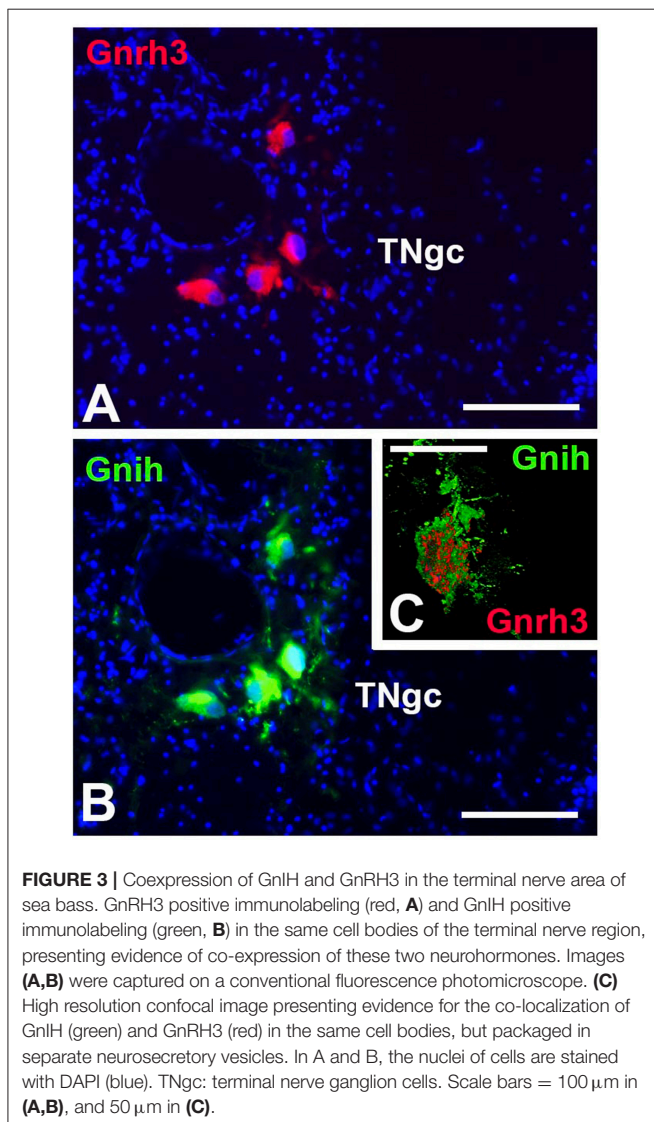 Gnrh3
TNgc
A
Gnih
Gnih
C
Gnrh3
TNgc
B
FIGURE 3 | Coexpression of GnIH and GnRH3 in the terminal nerve area of
sea bass. GnRH3 positive immunolabeling (red, A) and GnIH positive
immunolabeling (green, B) in the same cell bodies of the terminal nerve region,
presenting evidence of co-expression of these two neurohormones. Images
(A,B) were captured on a conventional fluorescence photomicroscope. (C)
High resolution confocal image presenting evidence for the co-localization of
GnIH (green) and GnRH3 (red) in the same cell bodies, but packaged in
separate neurosecretory vesicles. In A and B, the nuclei of cells are stained
with DAPI (blue). TNgc: terminal nerve ganglion cells. Scale bars = 100 μm in
(A,B), and 50 μm in (C).